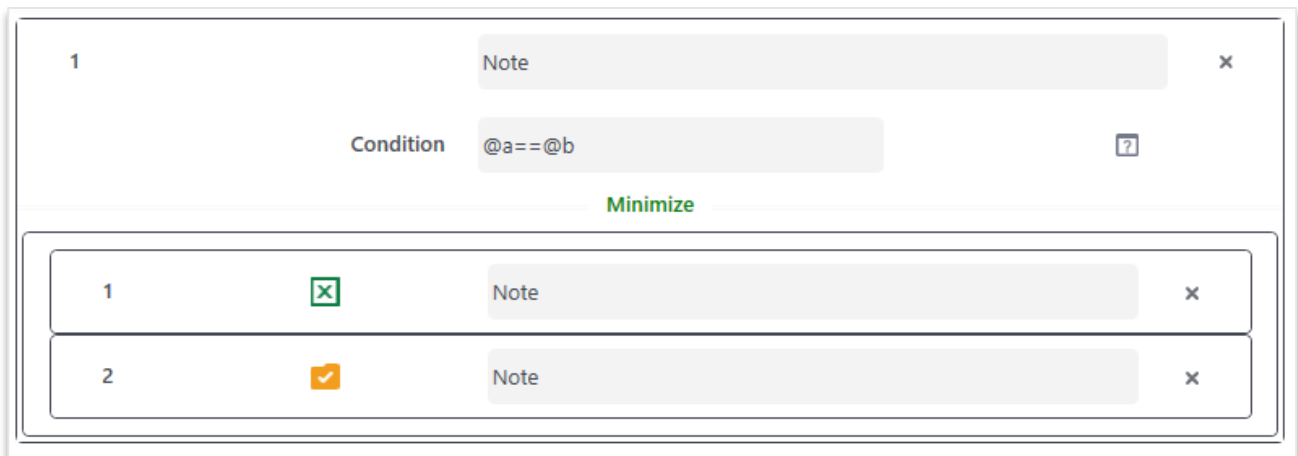 1 Note ×
Condition @a==@b ?
Minimize
1 Note ×
2 Note ×